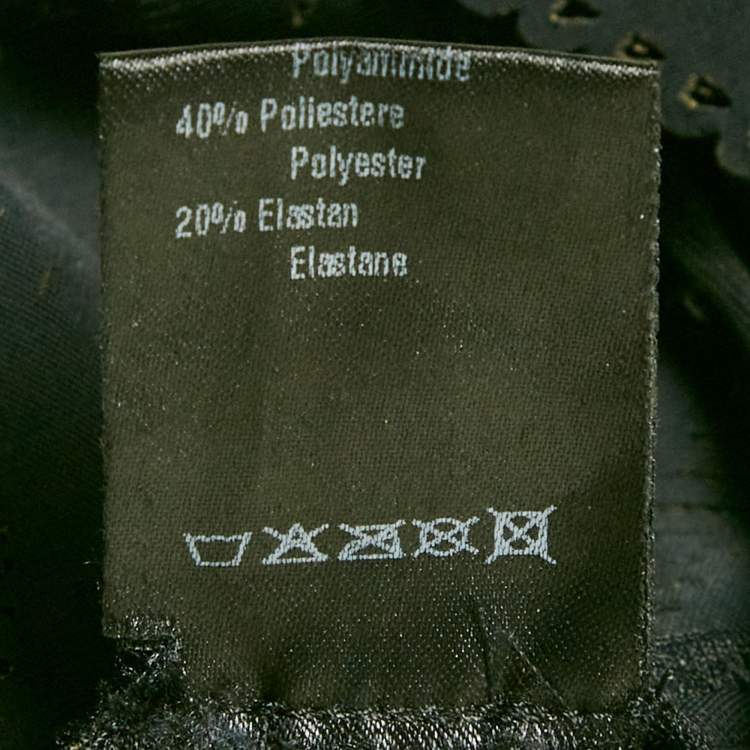 Polyammide
40% Poliestere
Polyester
20% Elastan
Elastane